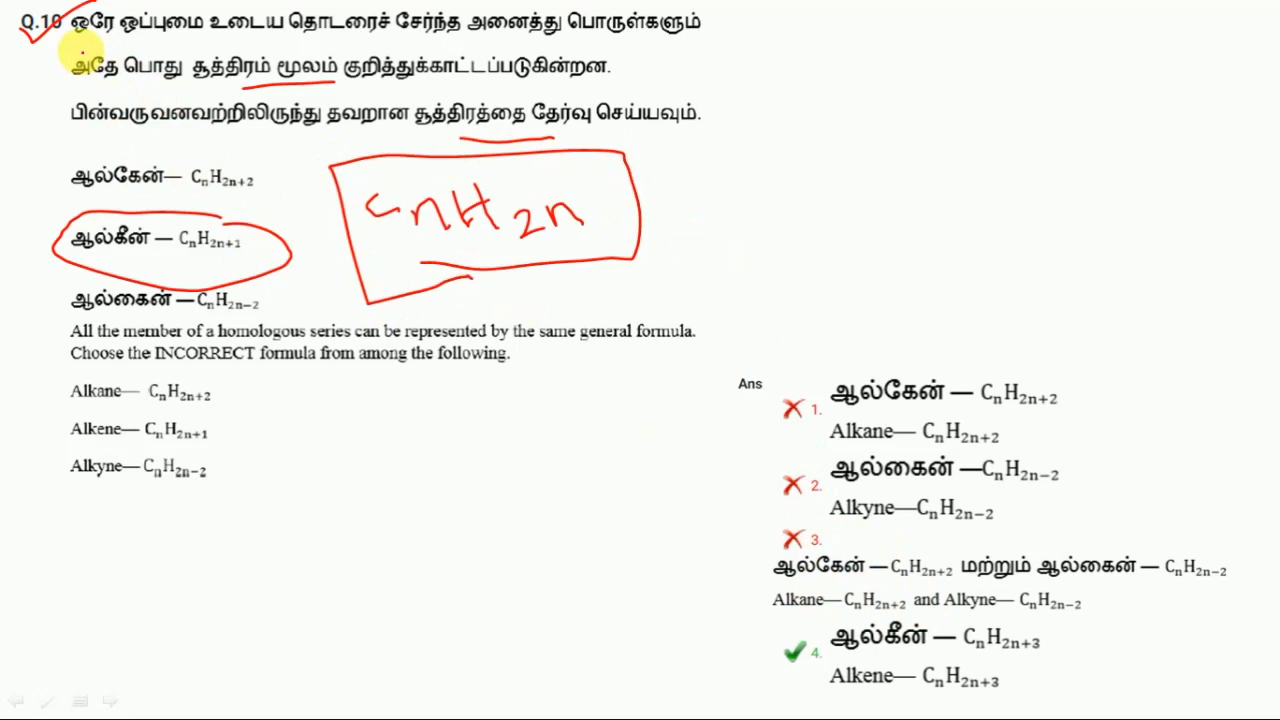 Q.10 ஒரே ஒப்புமை உடைய தொடரைச் சேர்ந்த அனைத்து பொருள்களும்
அதே பொது சூத்திரம் மூலம் குறித்துக்காட்டப்படுகின்றன.
பின்வருவனவற்றிலிருந்து தவறான சூத்திரத்தை தேர்வு செய்யவும்.
ஆல்கேன்— CₙH₂ₙ₊₂
CₙH₂ₙ
ஆல்கீன் — CₙH₂ₙ₊₁
ஆல்கைன் —CₙH₂ₙ₋₂
All the member of a homologous series can be represented by the same general formula.
Choose the INCORRECT formula from among the following.
Alkane— CₙH₂ₙ₊₂
Alkene— CₙH₂ₙ₊₁
Alkyne— CₙH₂ₙ₋₂
Ans
1. ஆல்கேன் — CₙH₂ₙ₊₂
Alkane— CₙH₂ₙ₊₂
2. ஆல்கைன் —CₙH₂ₙ₋₂
Alkyne—CₙH₂ₙ₋₂
3.
ஆல்கேன் —CₙH₂ₙ₊₂ மற்றும் ஆல்கைன் — CₙH₂ₙ₋₂
Alkane— CₙH₂ₙ₊₂ and Alkyne— CₙH₂ₙ₋₂
4. ஆல்கீன் — CₙH₂ₙ₊₃
Alkene— CₙH₂ₙ₊₃